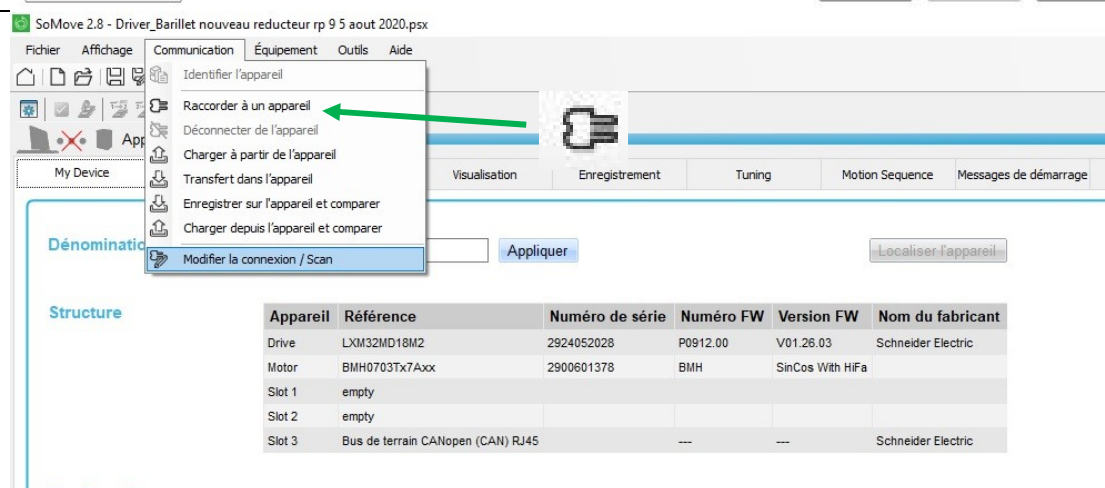 SoMove 2.8 - Driver_Barillet nouveau reducteur rp 9 5 aout 2020.psx
Fichier Affichage Communication Équipement Outils Aide
Identifier l'appareil
Raccorder à un appareil
Déconnecter de l'appareil
App
Charger à partir de l'appareil
My Device Visualisation Enregistrement Tuning Motion Sequence Messages de démarrage
Transfert dans l'appareil
Enregistrer sur l'appareil et comparer
Charger depuis l'appareil et comparer
Dénominatio Appliquer Localiser l'appareil
Modifier la connexion / Scan
Structure
Appareil Référence Numéro de série Numéro FW Version FW Nom du fabricant
Drive LXM32MD18M2 2924052028 P0912.00 V01.26.03 Schneider Electric
Motor BMH0703Tx7Axx 2900601378 BMH SinCos With HiFa
Slot 1 empty
Slot 2 empty
Slot 3 Bus de terrain CANopen (CAN) RJ45 --- --- Schneider Electric